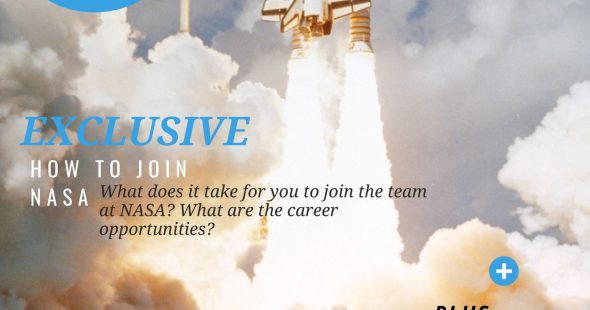 EXCLUSIVE
HOW TO JOIN
NASA
What does it take for you to join the team
at NASA? What are the career
opportunities?
PLUS